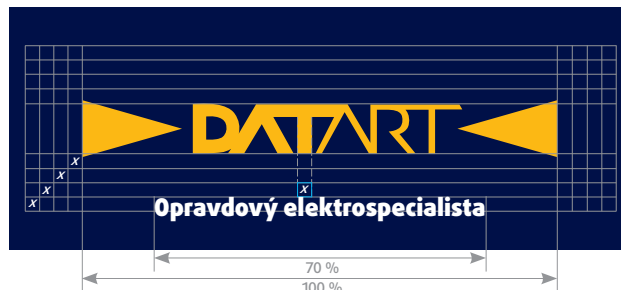 DATART
x
x
x
x
x
Opravdový elektrospecialista
70 %
100 %